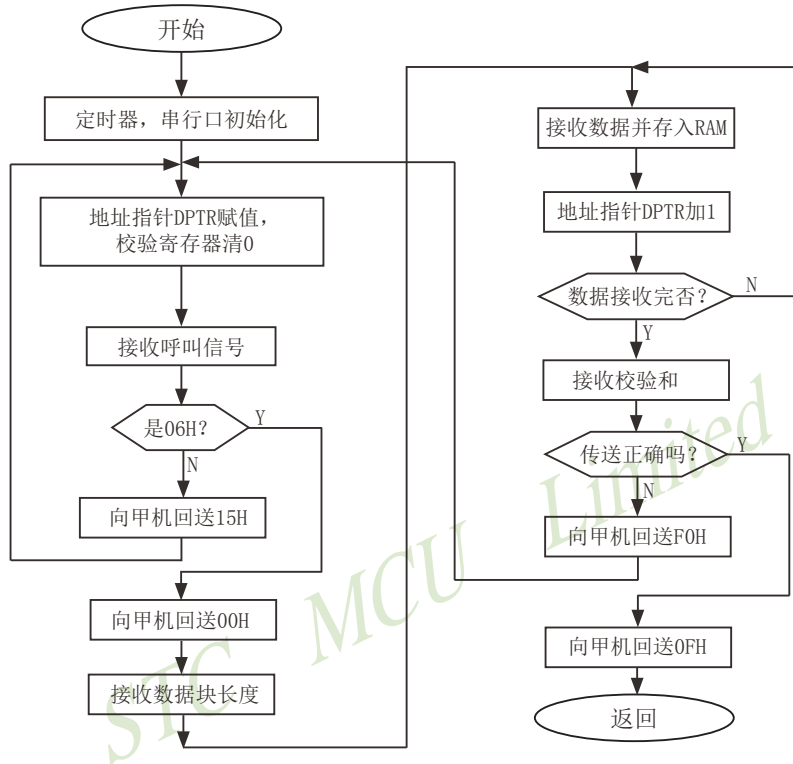 开始
定时器，串行口初始化
地址指针DPTR赋值，
校验寄存器清0
接收呼叫信号
是06H？
Y
N
向甲机回送15H
向甲机回送00H
接收数据块长度
接收数据并存入RAM
地址指针DPTR加1
数据接收完否？
N
Y
接收校验和
传送正确吗？
Y
N
向甲机回送F0H
向甲机回送0FH
返回
STC MCU Limited